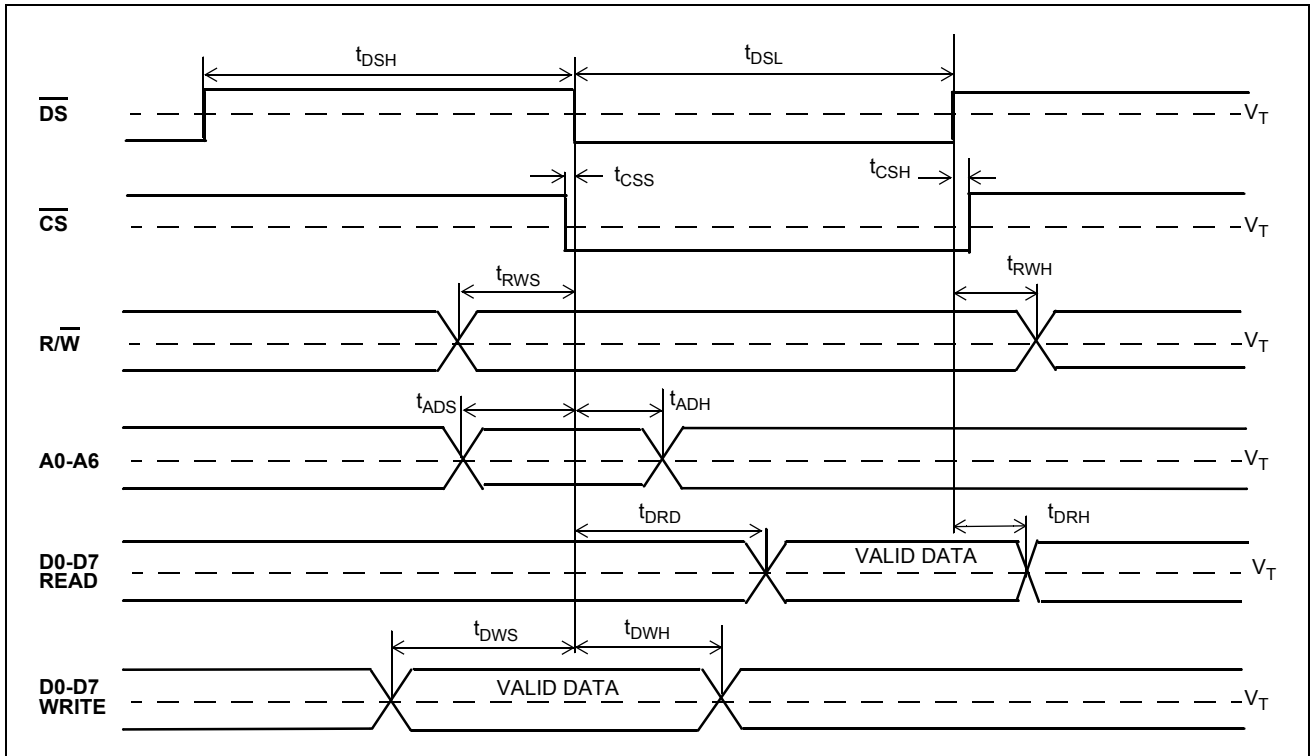 tDSH
tDSL
DS
VT
tCSS
tCSH
CS
VT
tRWS
tRWH
R/W
VT
tADS
tADH
A0-A6
VT
tDRD
tDRH
D0-D7
READ
VALID DATA
VT
tDWS
tDWH
D0-D7
WRITE
VALID DATA
VT